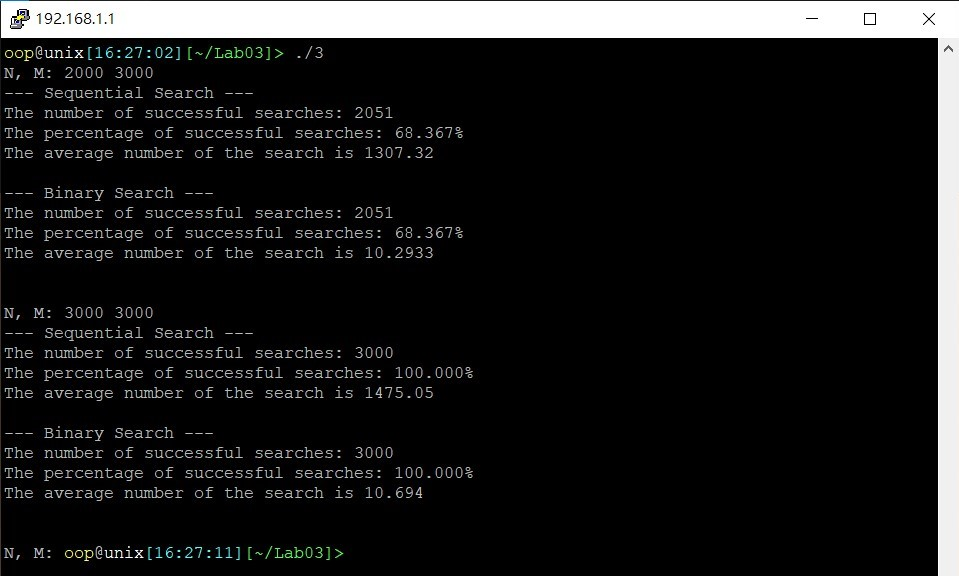 192.168.1.1
oop@unix[16:27:02][~/Lab03]> ./3
N, M: 2000 3000
--- Sequential Search ---
The number of successful searches: 2051
The percentage of successful searches: 68.367%
The average number of the search is 1307.32
--- Binary Search ---
The number of successful searches: 2051
The percentage of successful searches: 68.367%
The average number of the search is 10.2933
N, M: 3000 3000
--- Sequential Search ---
The number of successful searches: 3000
The percentage of successful searches: 100.000%
The average number of the search is 1475.05
--- Binary Search ---
The number of successful searches: 3000
The percentage of successful searches: 100.000%
The average number of the search is 10.694
N, M: oop@unix[16:27:11][~/Lab03]>